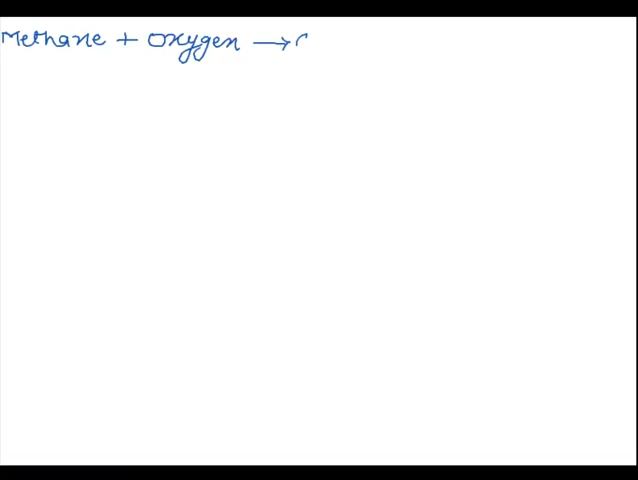 Methane + Oxygen →